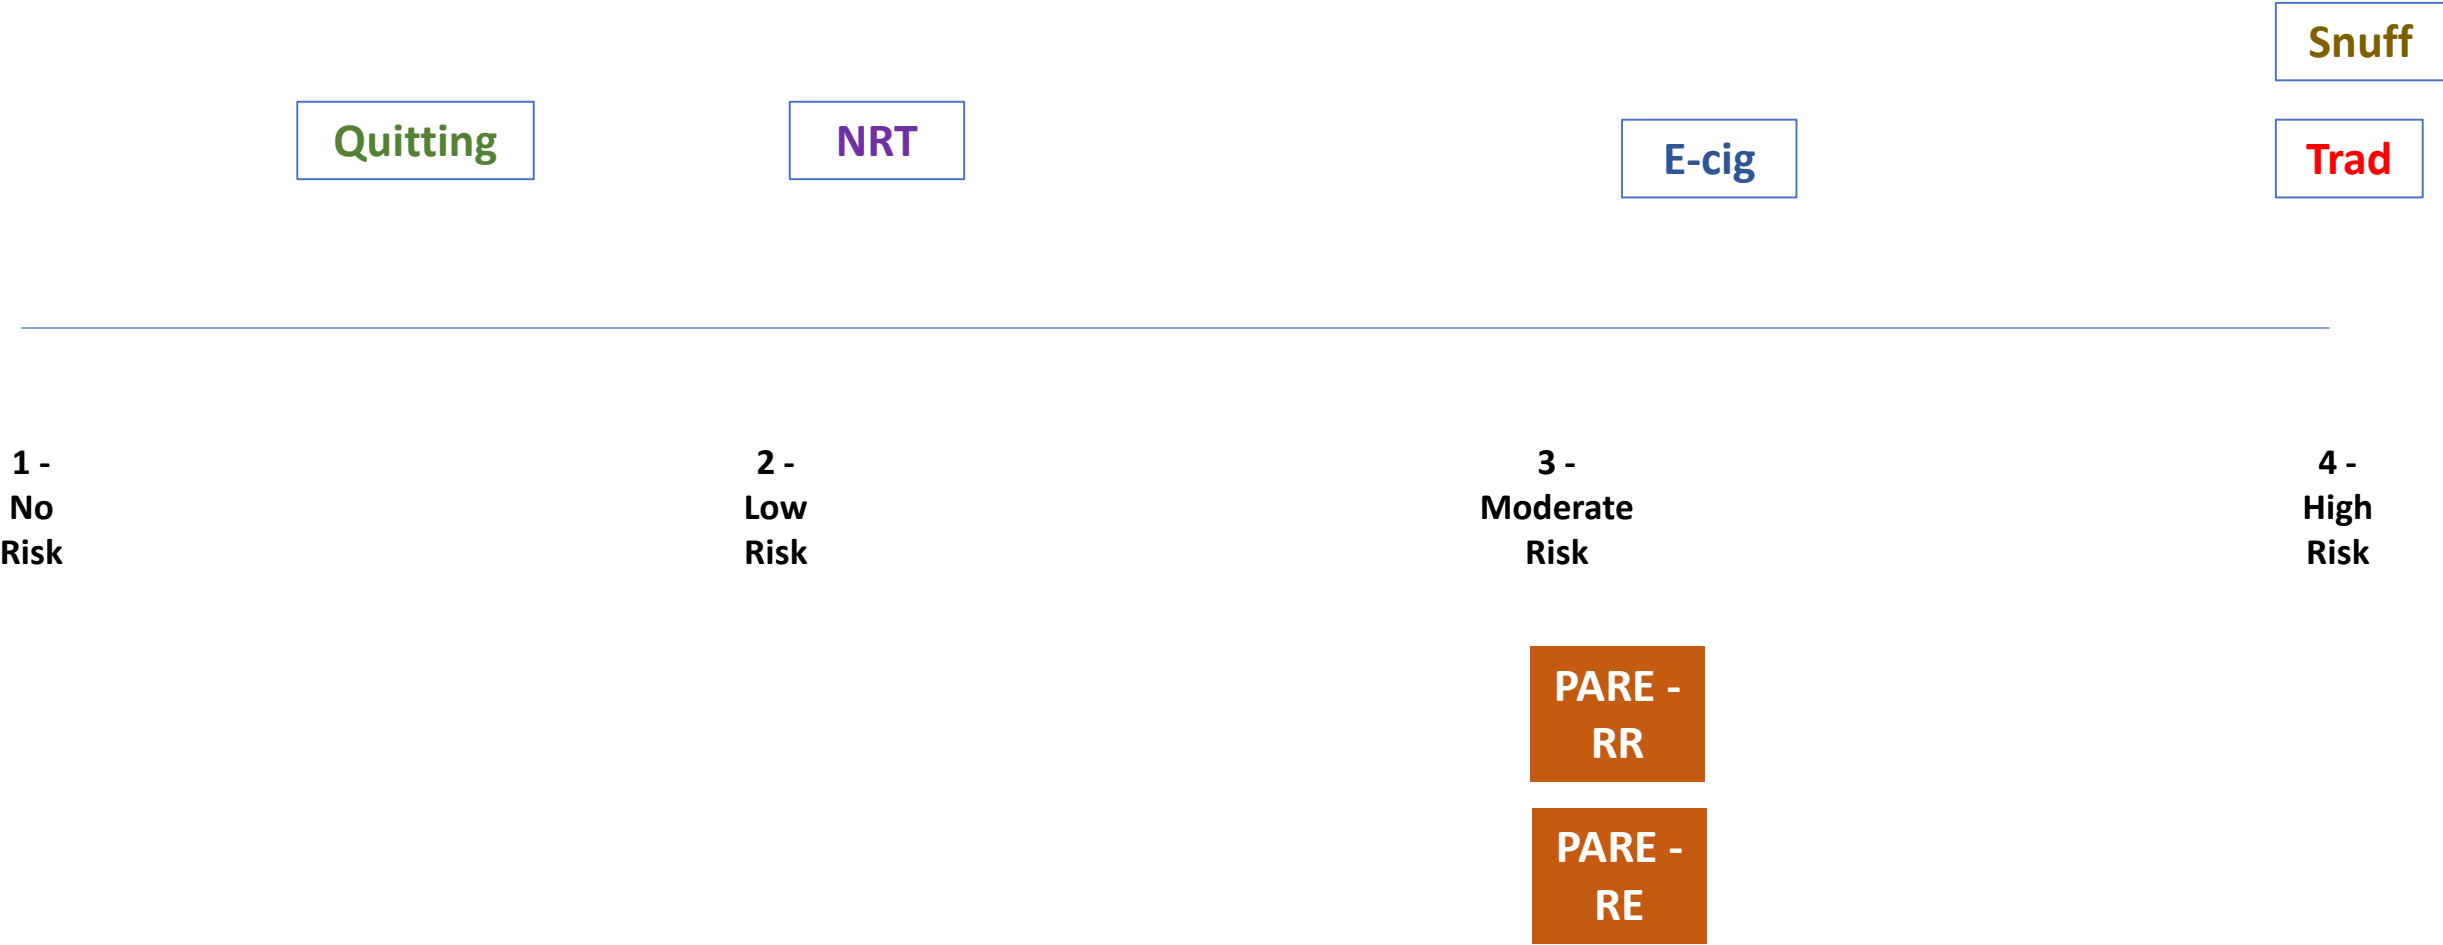 Snuff
Quitting
NRT
E-cig
Trad
1 -
No
Risk
2 -
Low
Risk
3 -
Moderate
Risk
4 -
High
Risk
PARE -
RR
PARE -
RE